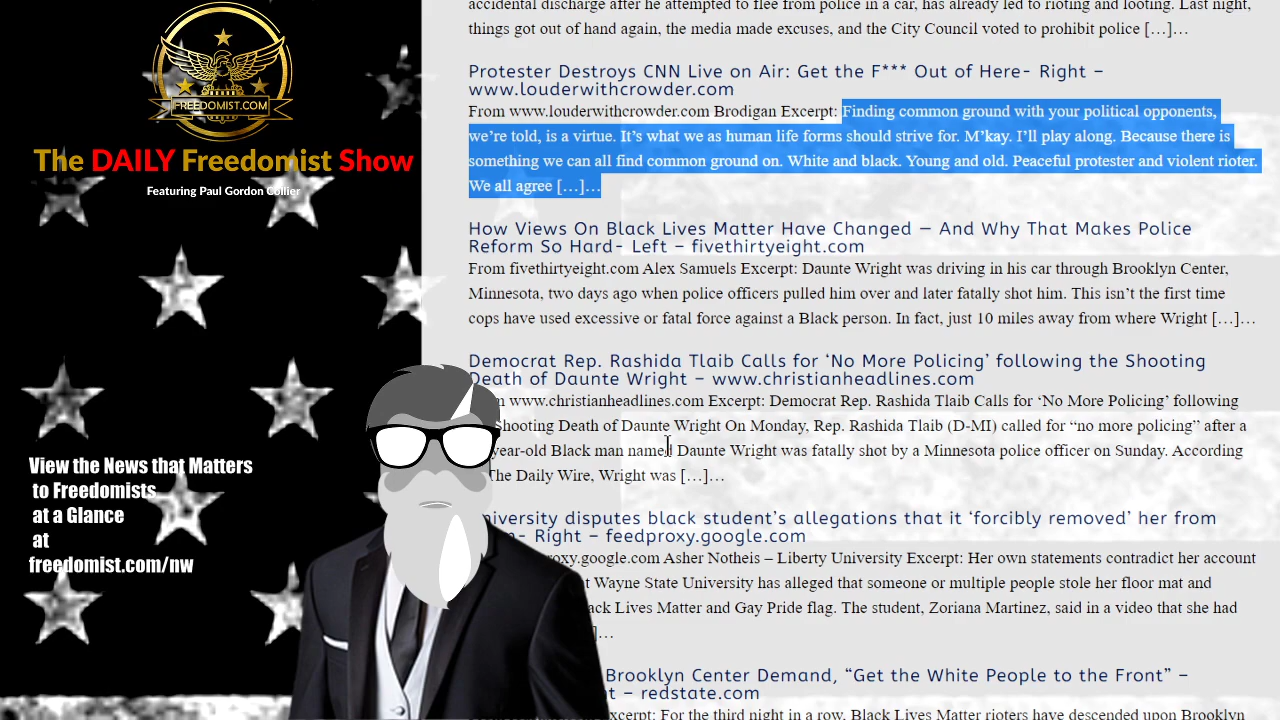 FREEDOMIST.COM
The DAILY Freedomist Show
Featuring Paul Gordon Collier
View the News that Matters
to Freedomists
at a Glance
at
freedomist.com/nw
accidental discharge after he attempted to flee from police in a car, has already led to rioting and looting. Last night,
things got out of hand again, the media made excuses, and the City Council voted to prohibit police […]…
Protester Destroys CNN Live on Air: Get the F*** Out of Here- Right –
www.louderwithcrowder.com
From www.louderwithcrowder.com Brodigan Excerpt: Finding common ground with your political opponents,
we’re told, is a virtue. It’s what we as human life forms should strive for. M’kay. I’ll play along. Because there is
something we can all find common ground on. White and black. Young and old. Peaceful protester and violent rioter.
We all agree […]…
How Views On Black Lives Matter Have Changed — And Why That Makes Police
Reform So Hard- Left – fivethirtyeight.com
From fivethirtyeight.com Alex Samuels Excerpt: Daunte Wright was driving in his car through Brooklyn Center,
Minnesota, two days ago when police officers pulled him over and later fatally shot him. This isn’t the first time
cops have used excessive or fatal force against a Black person. In fact, just 10 miles away from where Wright […]…
Democrat Rep. Rashida Tlaib Calls for ‘No More Policing’ following the Shooting
Death of Daunte Wright – www.christianheadlines.com
www.christianheadlines.com Excerpt: Democrat Rep. Rashida Tlaib Calls for ‘No More Policing’ following
Shooting Death of Daunte Wright On Monday, Rep. Rashida Tlaib (D-MI) called for “no more policing” after a
year-old Black man named Daunte Wright was fatally shot by a Minnesota police officer on Sunday. According
The Daily Wire, Wright was […]…
University disputes black student’s allegations that it ‘forcibly removed’ her from
- Right – feedproxy.google.com
roxy.google.com Asher Notheis – Liberty University Excerpt: Her own statements contradict her account
t Wayne State University has alleged that someone or multiple people stole her floor mat and
ack Lives Matter and Gay Pride flag. The student, Zoriana Martinez, said in a video that she had
]…
Brooklyn Center Demand, “Get the White People to the Front” –
t – redstate.com
xcerpt: For the third night in a row, Black Lives Matter rioters have descended upon Brooklyn